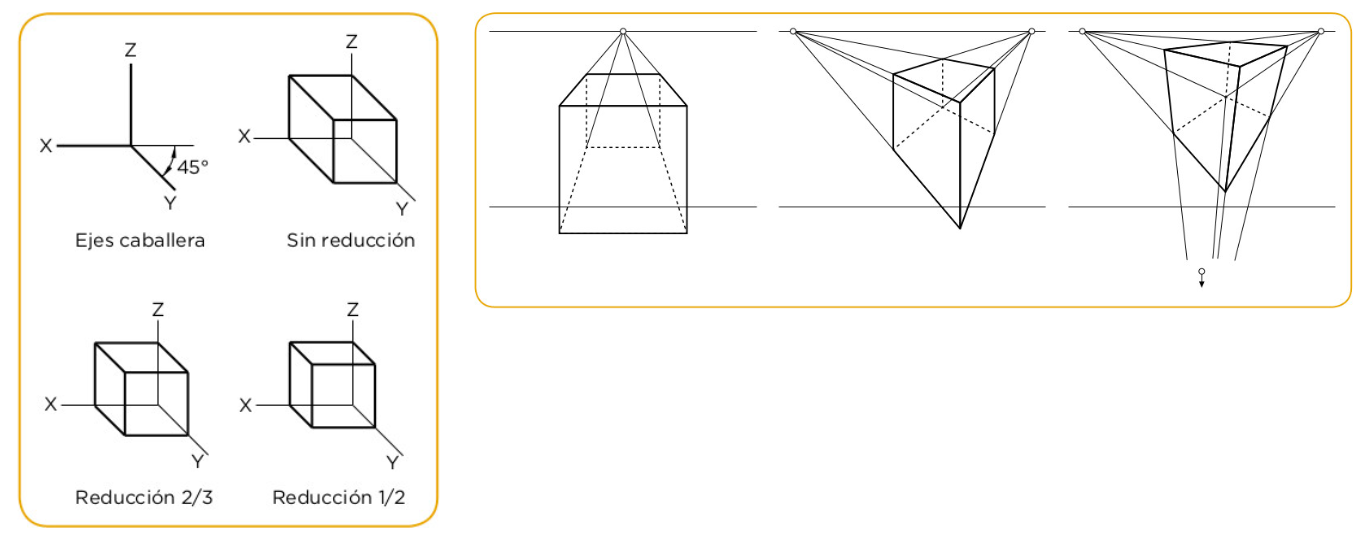 Z
X
45°
Y
Ejes caballera
Z
X
Y
Sin reducción
Z
X
Y
Reducción 2/3
Z
X
Y
Reducción 1/2